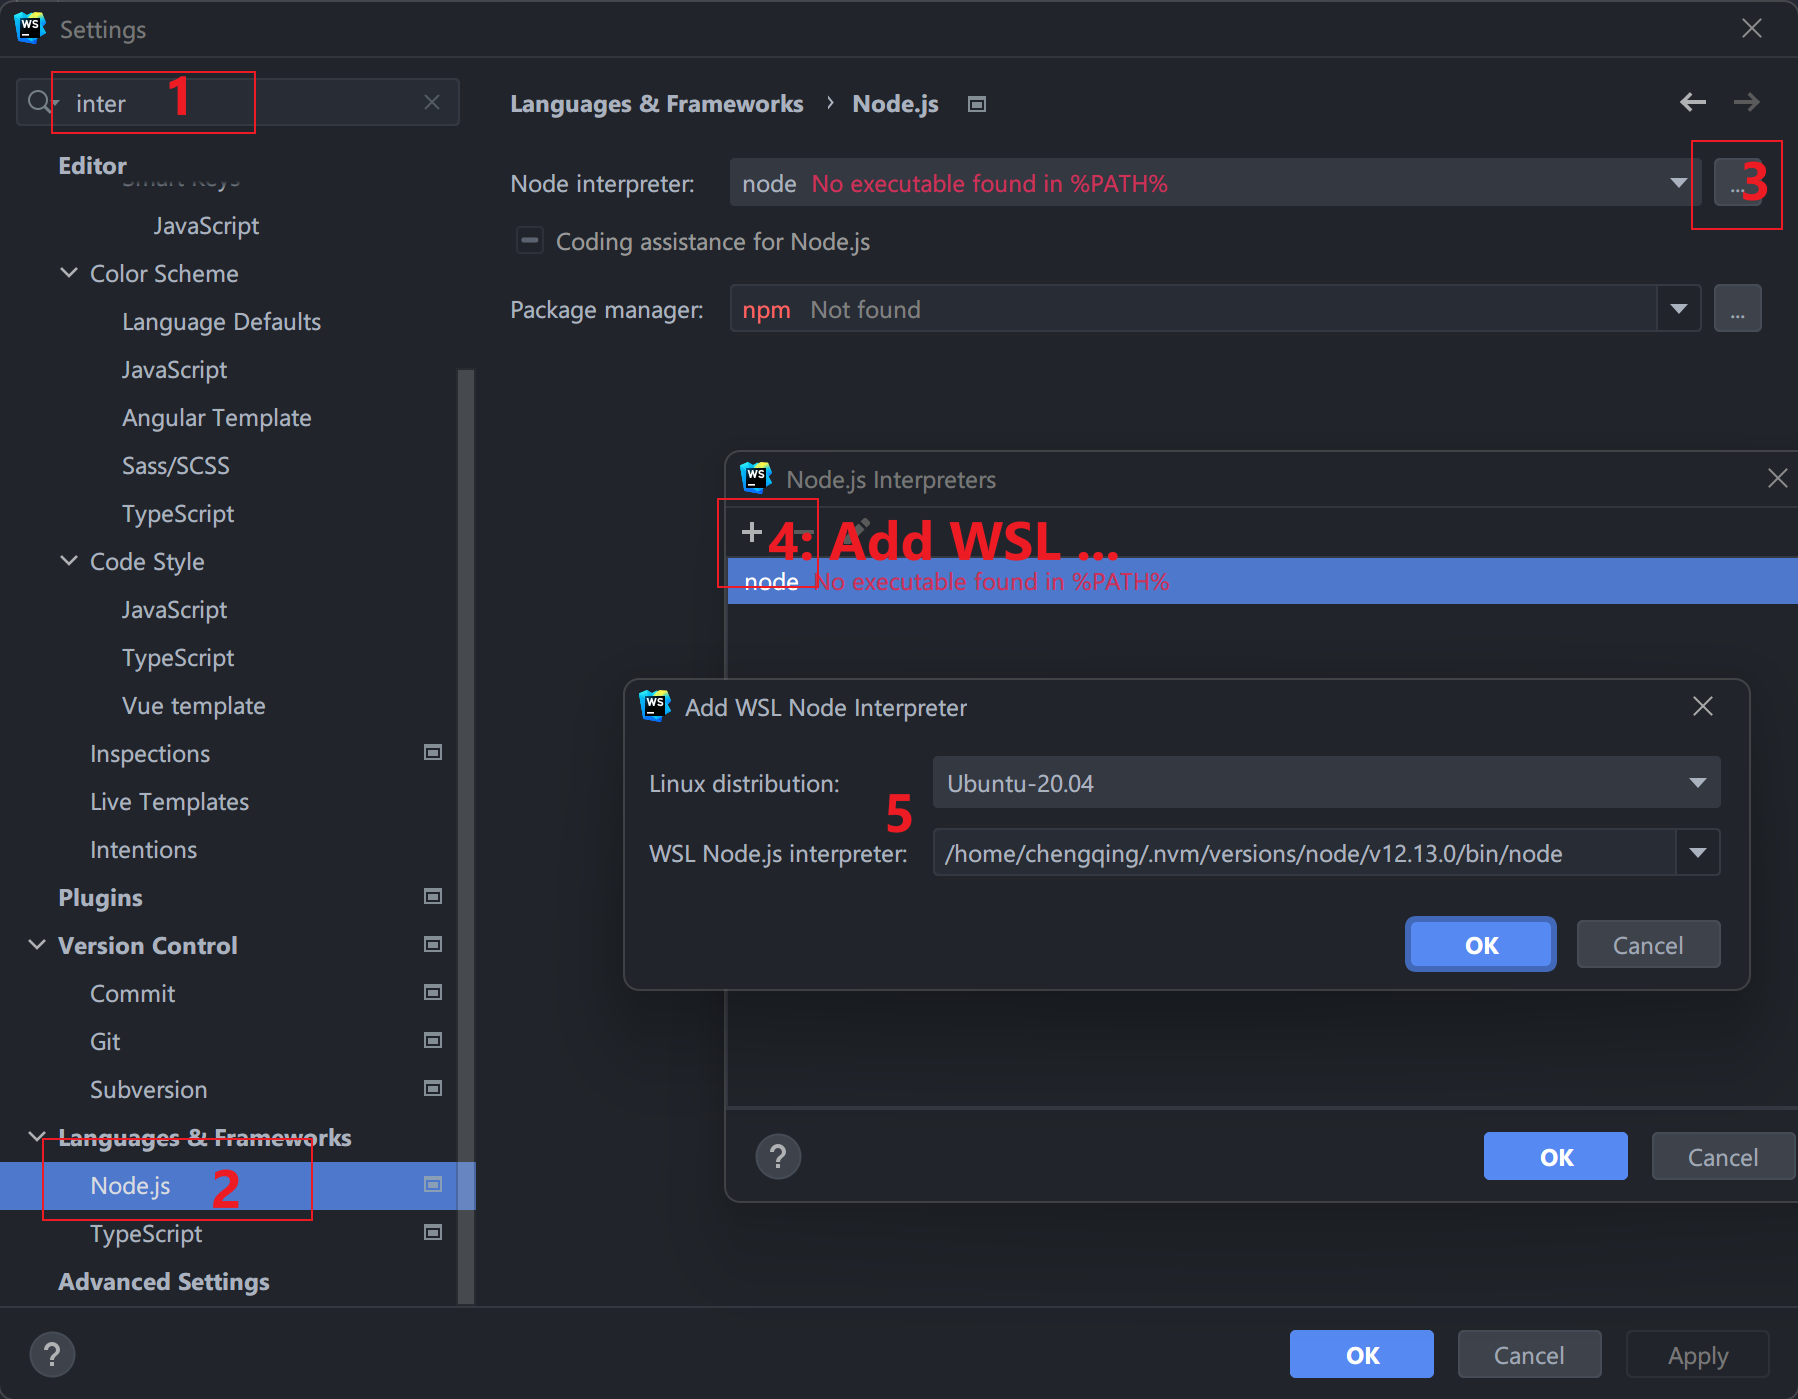 WS Settings
inter 1
Editor
Smart Keys
JavaScript
Color Scheme
Language Defaults
JavaScript
Angular Template
Sass/SCSS
TypeScript
Code Style
JavaScript
TypeScript
Vue template
Inspections
Live Templates
Intentions
Plugins
Version Control
Commit
Git
Subversion
Languages & Frameworks
Node.js 2
TypeScript
Advanced Settings
Languages & Frameworks › Node.js
Node interpreter: node No executable found in %PATH% ... 3
Coding assistance for Node.js
Package manager: npm Not found ...
WS Node.js Interpreters
4: Add WSL ...
node No executable found in %PATH%
WS Add WSL Node Interpreter
Linux distribution: Ubuntu-20.04
5
WSL Node.js interpreter: /home/chengqing/.nvm/versions/node/v12.13.0/bin/node
OK Cancel
? OK Cancel
? OK Cancel Apply